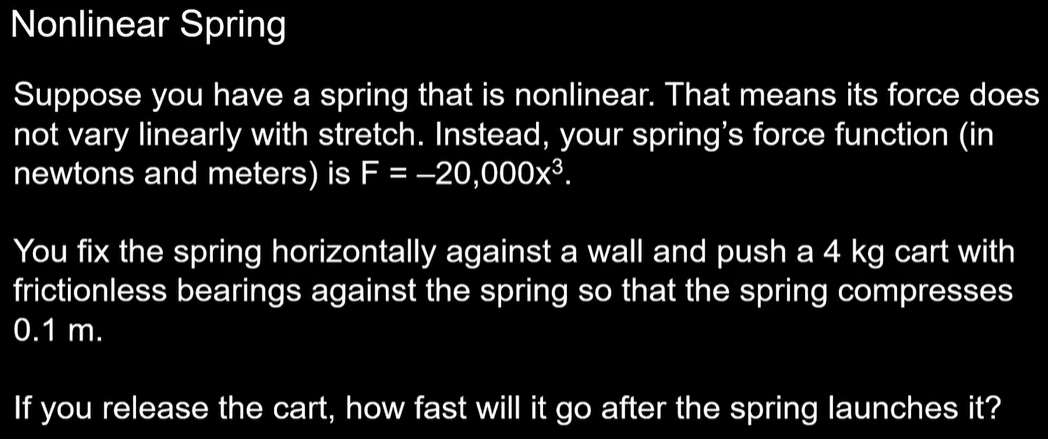 Nonlinear Spring
Suppose you have a spring that is nonlinear. That means its force does
not vary linearly with stretch. Instead, your spring’s force function (in
newtons and meters) is F = –20,000x³.
You fix the spring horizontally against a wall and push a 4 kg cart with
frictionless bearings against the spring so that the spring compresses
0.1 m.
If you release the cart, how fast will it go after the spring launches it?